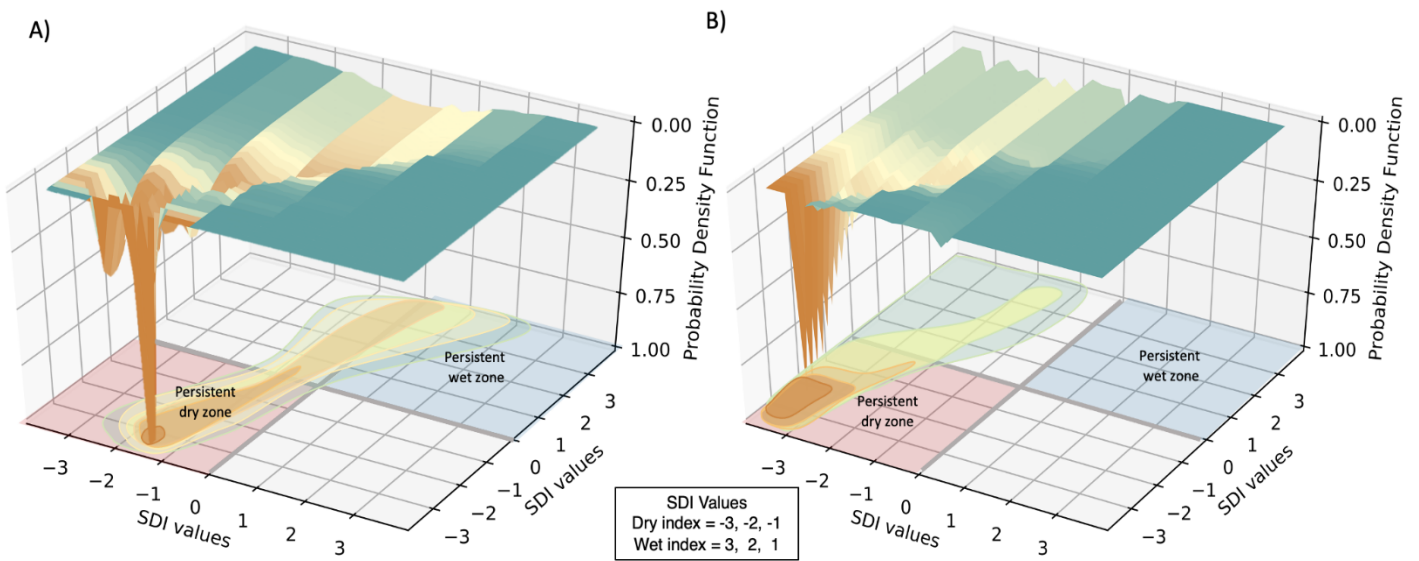 A)
0.00
0.25
0.50
0.75
1.00
Probability Density Function
Persistent
wet zone
Persistent
dry zone
−3
−2
−1
0
1
2
3
SDI values
−3
−2
−1
0
1
2
3
SDI values
B)
0.00
0.25
0.50
0.75
1.00
Probability Density Function
Persistent
wet zone
Persistent
dry zone
−3
−2
−1
0
1
2
3
SDI values
−3
−2
−1
0
1
2
3
SDI values
SDI Values
Dry index = -3, -2, -1
Wet index = 3, 2, 1